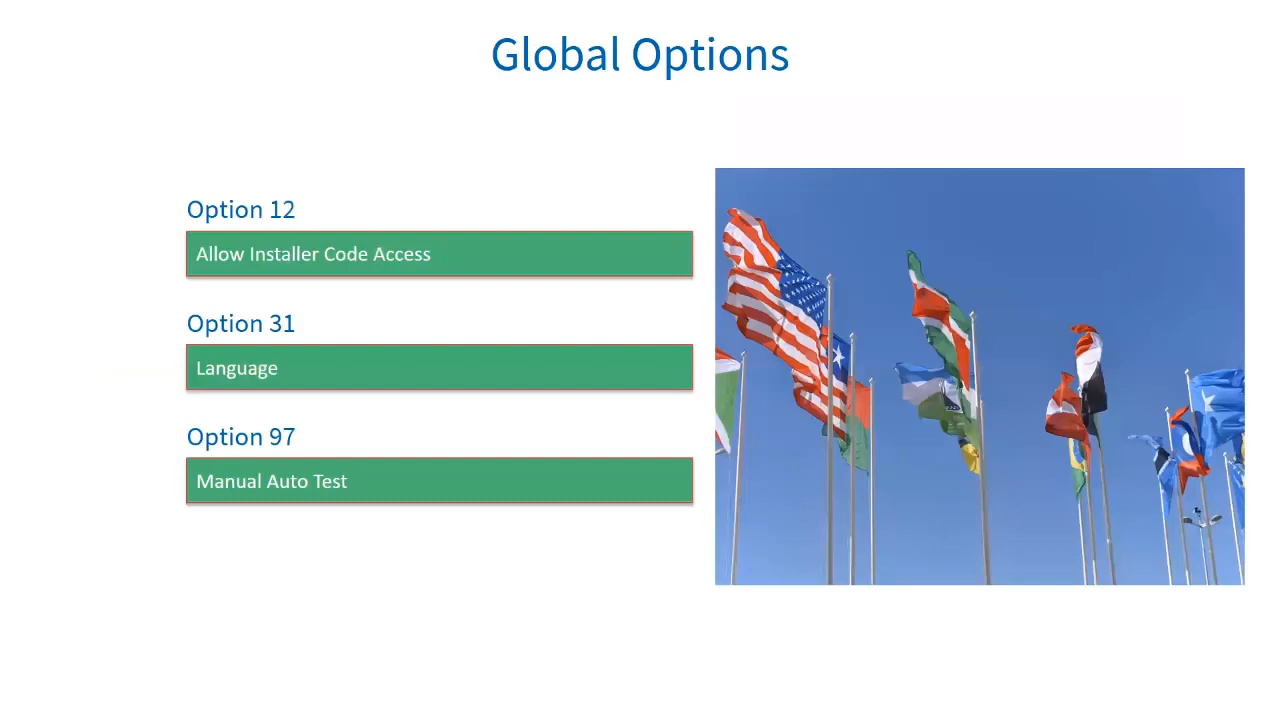 Global Options
Option 12
Allow Installer Code Access
Option 31
Language
Option 97
Manual Auto Test